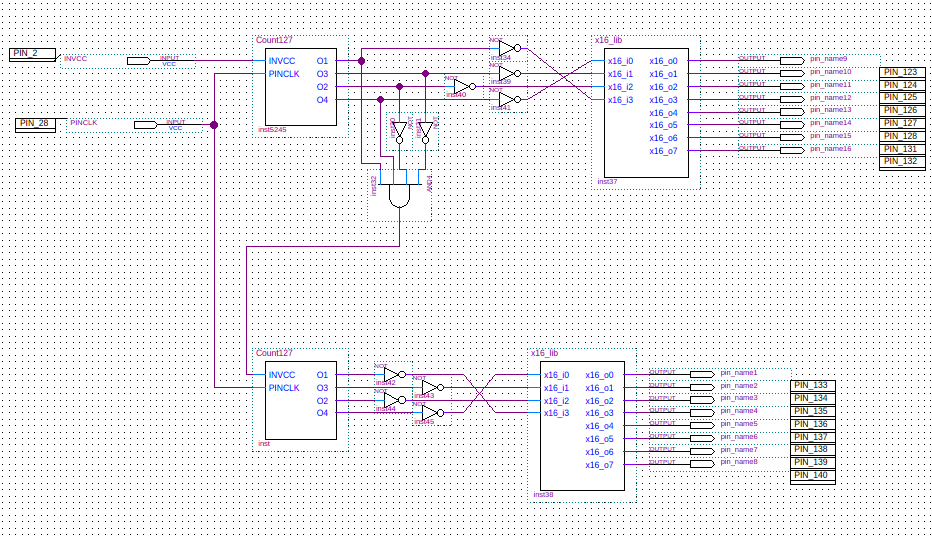 Count127
x16_lib
PIN_2
INVCC
INPUT
VCC
INVCC
PINCLK
O1
O3
O2
O4
inst5245
PIN_28
PINCLK
INPUT
VCC
NOT
inst34
NOT
inst39
NOT
inst40
NOT
inst41
NOT
NOT
inst32
AND4
x16_i0
x16_i1
x16_i2
x16_i3
x16_o0
x16_o1
x16_o2
x16_o3
x16_o4
x16_o5
x16_o6
x16_o7
inst37
OUTPUT pin_name9
OUTPUT pin_name10
OUTPUT pin_name11
OUTPUT pin_name12
OUTPUT pin_name13
OUTPUT pin_name14
OUTPUT pin_name15
OUTPUT pin_name16
PIN_123
PIN_124
PIN_125
PIN_126
PIN_127
PIN_128
PIN_131
PIN_132
Count127
INVCC
PINCLK
O1
O3
O2
O4
inst
NOT
inst42
NOT
inst43
NOT
inst44
NOT
inst45
x16_lib
x16_i0
x16_i1
x16_i2
x16_i3
x16_o0
x16_o1
x16_o2
x16_o3
x16_o4
x16_o5
x16_o6
x16_o7
inst38
OUTPUT pin_name1
OUTPUT pin_name2
OUTPUT pin_name3
OUTPUT pin_name4
OUTPUT pin_name5
OUTPUT pin_name6
OUTPUT pin_name7
OUTPUT pin_name8
PIN_133
PIN_134
PIN_135
PIN_136
PIN_137
PIN_138
PIN_139
PIN_140